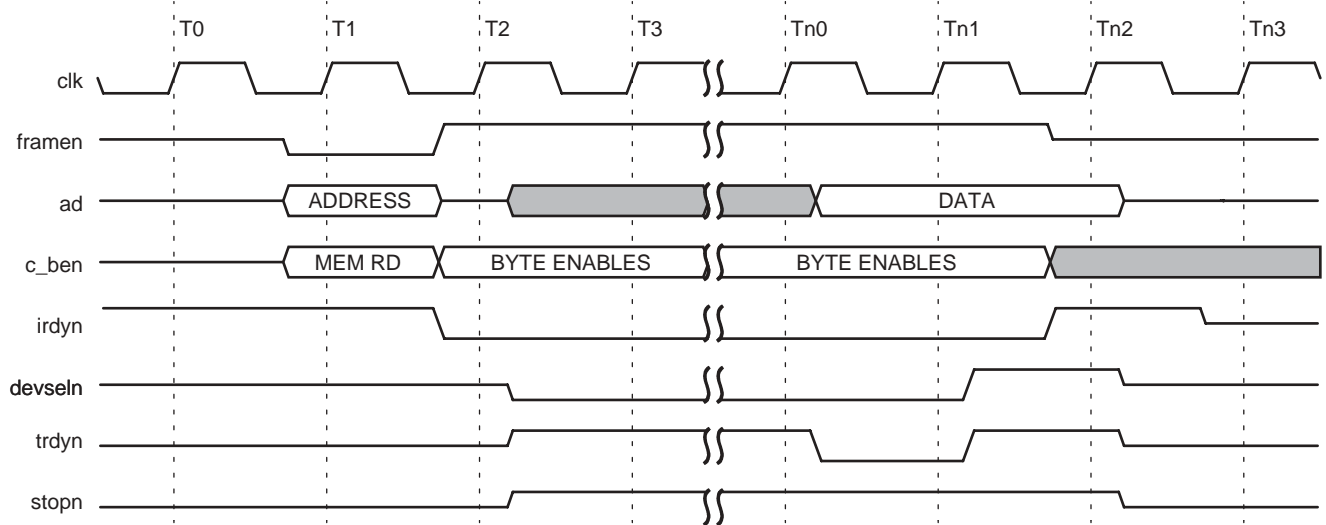 T0 T1 T2 T3 Tn0 Tn1 Tn2 Tn3
clk
framen
ad ADDRESS DATA
c_ben MEM RD BYTE ENABLES BYTE ENABLES
irdyn
devseln
trdyn
stopn